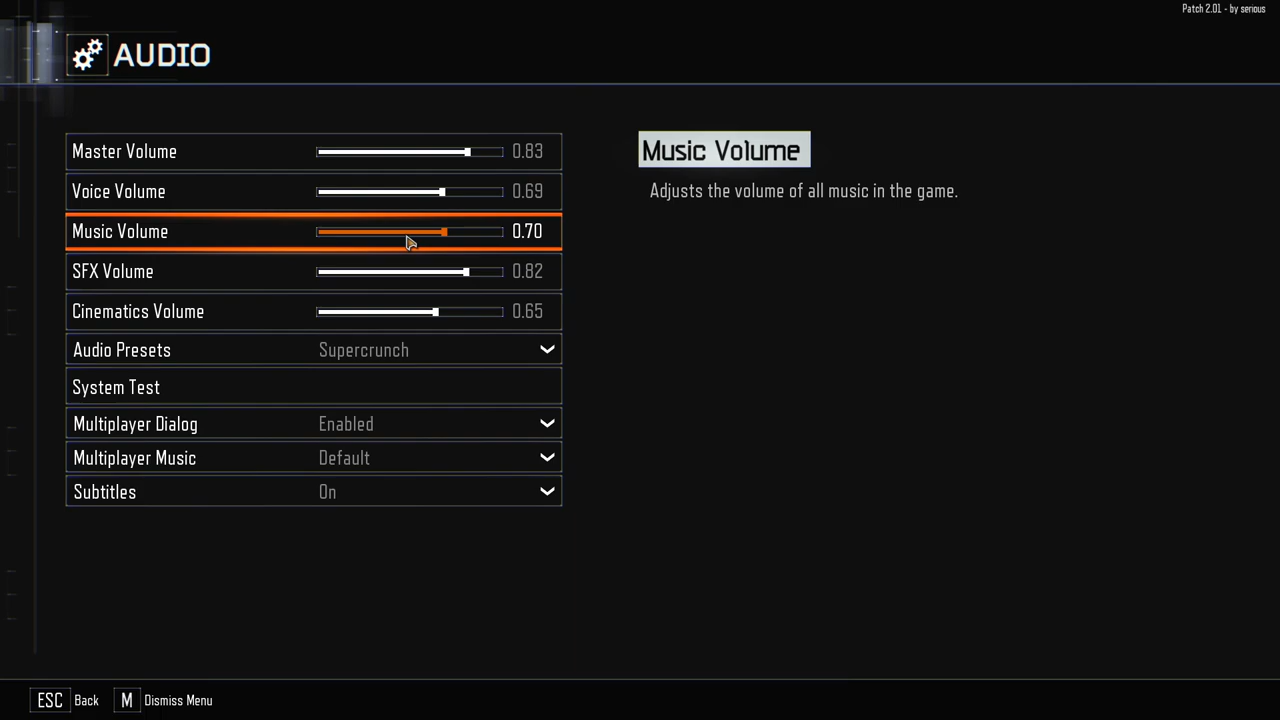 Patch 2.01 - by serious
AUDIO
Master Volume 0.83
Voice Volume 0.69
Music Volume 0.70
SFX Volume 0.82
Cinematics Volume 0.65
Audio Presets Supercrunch
System Test
Multiplayer Dialog Enabled
Multiplayer Music Default
Subtitles On
Music Volume
Adjusts the volume of all music in the game.
ESC Back M Dismiss Menu